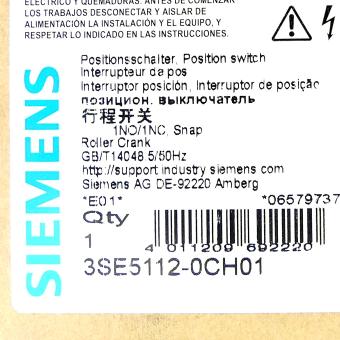 ELÉCTRICO Y QUEMADURAS. ANTES DE COMENZAR
LOS TRABAJOS DESCONECTAR Y AISLAR DE
ALIMENTACIÓN LA INSTALACIÓN Y EL EQUIPO, Y
RESPETAR LO INDICADO EN LAS INSTRUCCIONES.
SIEMENS
Positionsschalter, Position switch
Interrupteur de pos
Interruptor posición, Interruptor de posição
позицион. выключатель
行程开关
1NO/1NC, Snap
Roller Crank
GB/T14048.5/50Hz
http://support.industry.siemens.com
Siemens AG DE-92220 Amberg
*E01* *06579737
Qty
1
4 011209 692220
3SE5112-0CH01